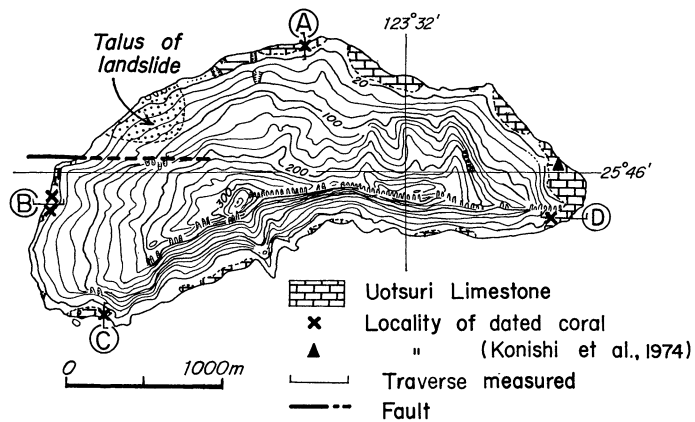 A
123°32'
Talus of
landslide
20
100
200
25°46'
300
B
D
C
Uotsuri Limestone
Locality of dated coral
" (Konishi et al., 1974)
0 1000m
Traverse measured
Fault